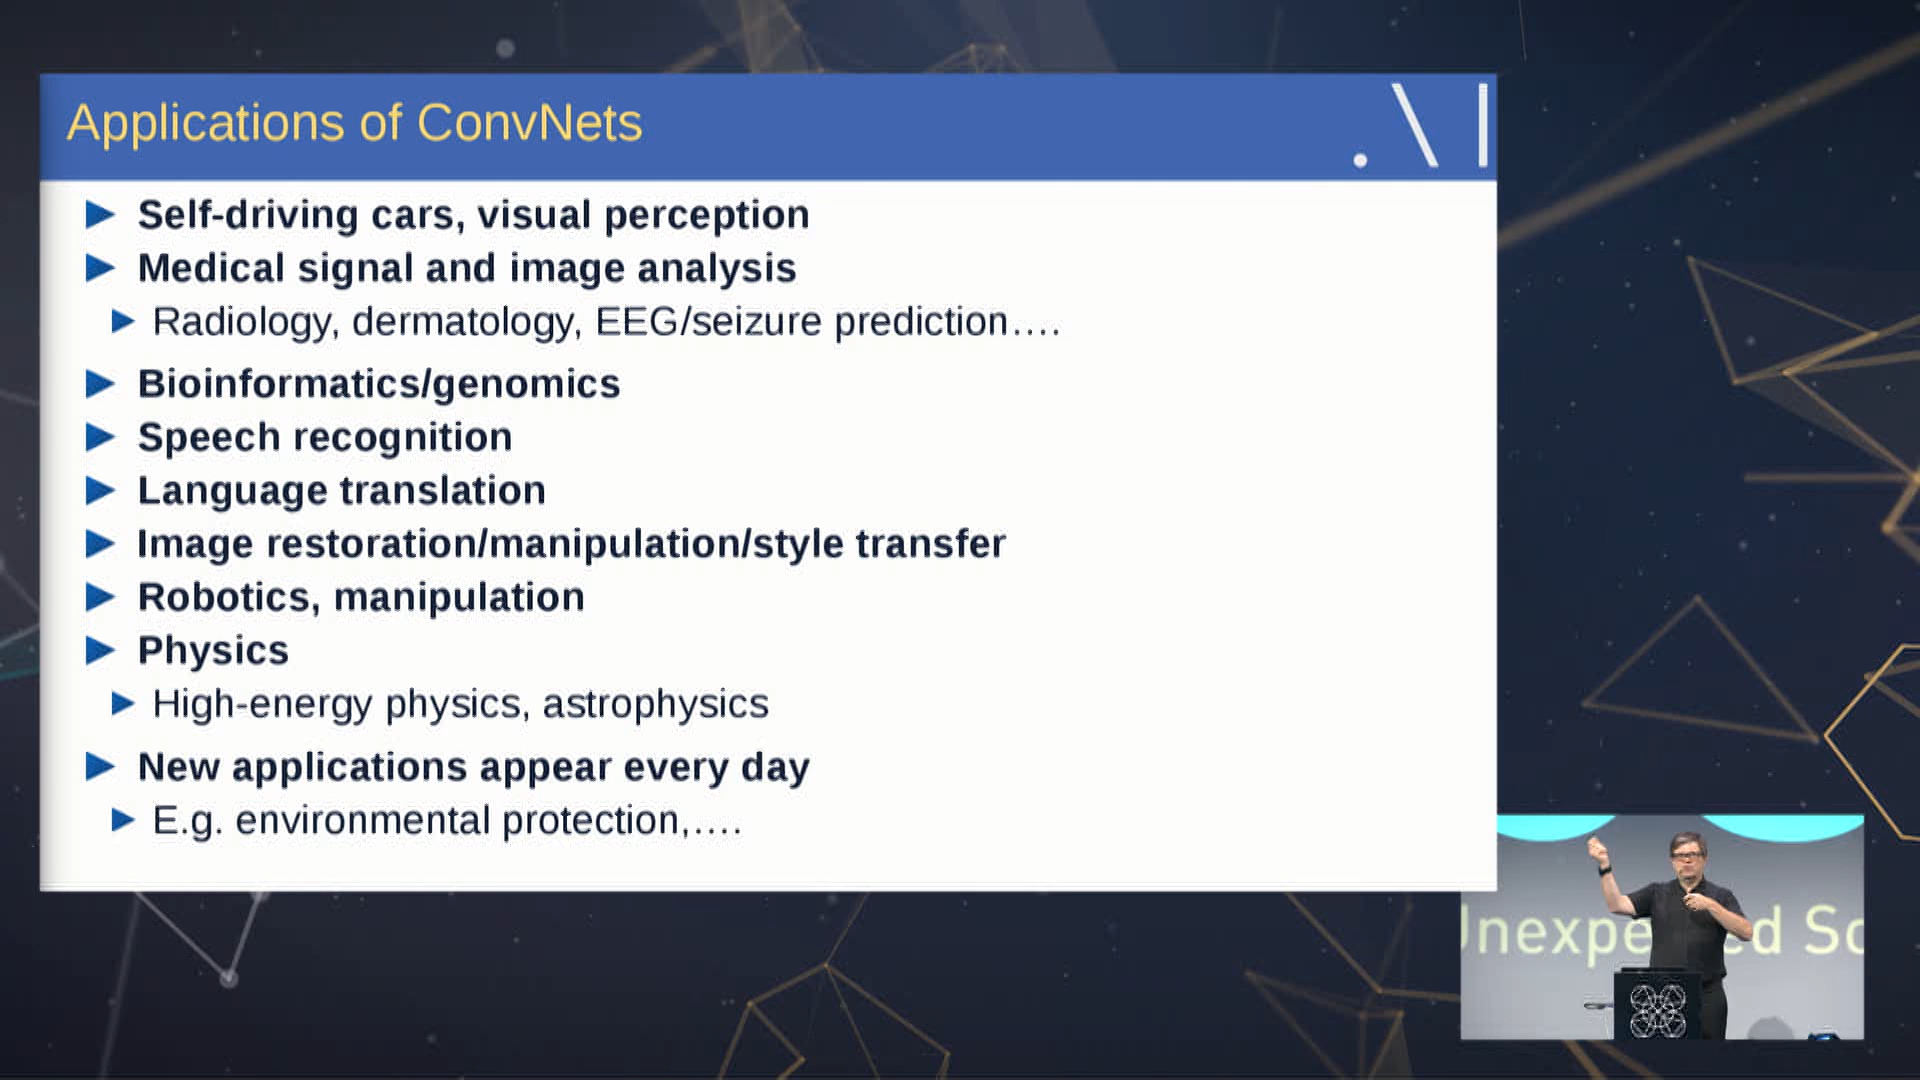 Applications of ConvNets
. \ |
Self-driving cars, visual perception
Medical signal and image analysis
Radiology, dermatology, EEG/seizure prediction....
Bioinformatics/genomics
Speech recognition
Language translation
Image restoration/manipulation/style transfer
Robotics, manipulation
Physics
High-energy physics, astrophysics
New applications appear every day
E.g. environmental protection,....